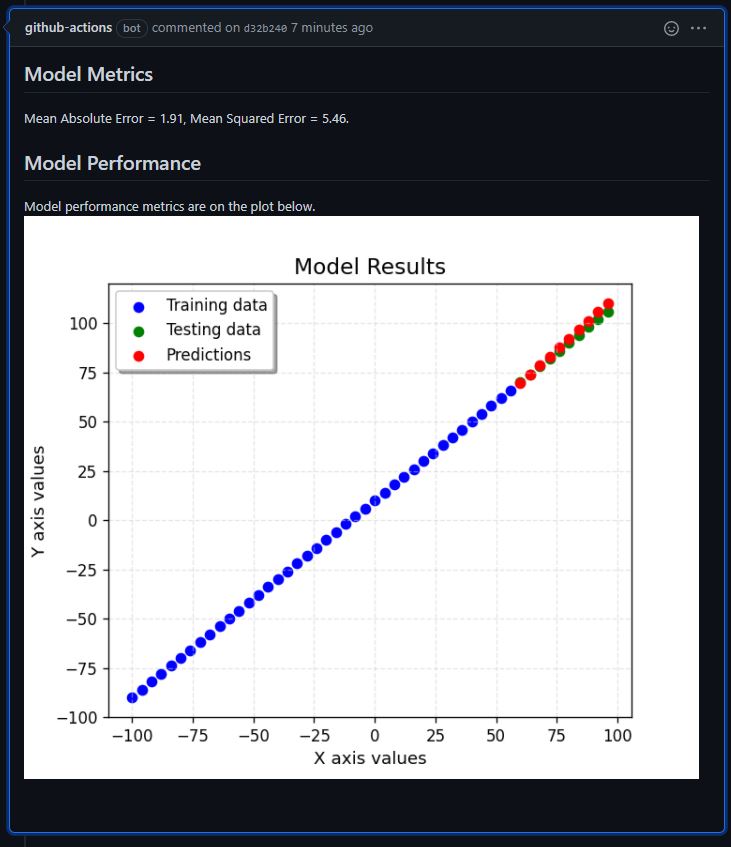 github-actions bot commented on d32b240 7 minutes ago
Model Metrics
Mean Absolute Error = 1.91, Mean Squared Error = 5.46.
Model Performance
Model performance metrics are on the plot below.
Model Results
Training data
Testing data
Predictions
100
75
50
25
0
−25
−50
−75
−100
Y axis values
−100 −75 −50 −25 0 25 50 75 100
X axis values